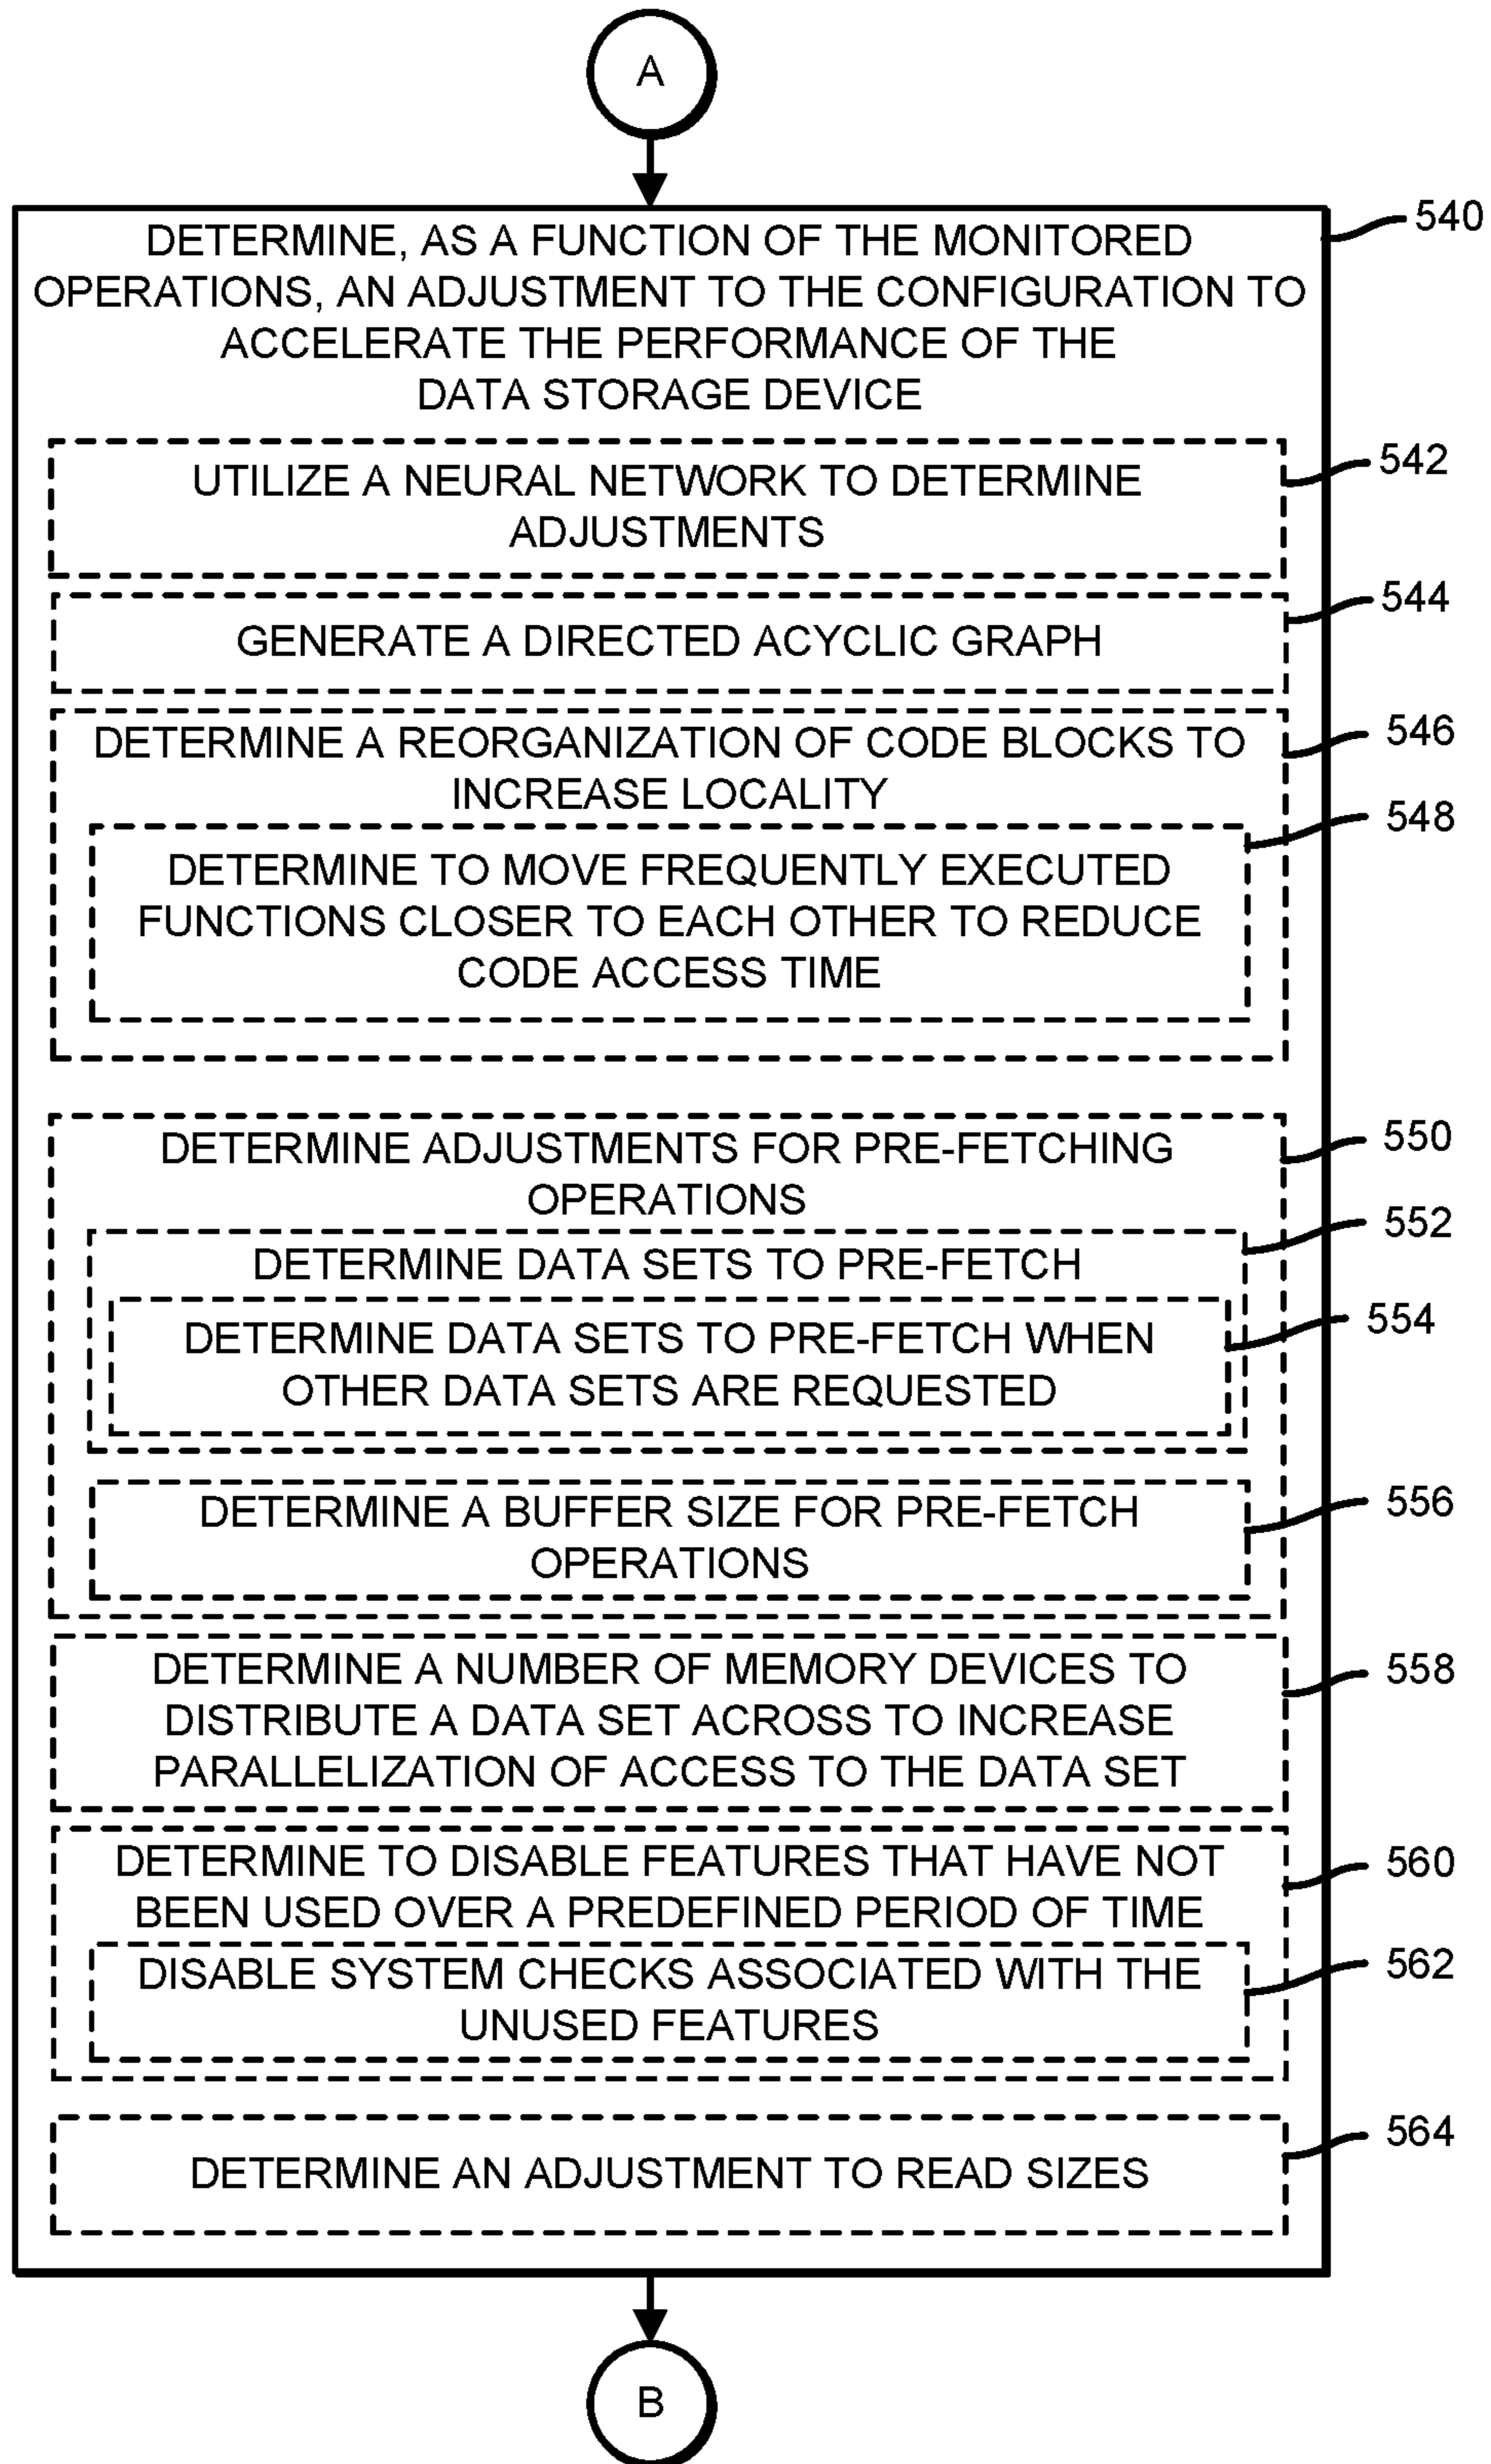 A
DETERMINE, AS A FUNCTION OF THE MONITORED
OPERATIONS, AN ADJUSTMENT TO THE CONFIGURATION TO
ACCELERATE THE PERFORMANCE OF THE
DATA STORAGE DEVICE
540
UTILIZE A NEURAL NETWORK TO DETERMINE
ADJUSTMENTS
542
GENERATE A DIRECTED ACYCLIC GRAPH
544
DETERMINE A REORGANIZATION OF CODE BLOCKS TO
INCREASE LOCALITY
546
DETERMINE TO MOVE FREQUENTLY EXECUTED
FUNCTIONS CLOSER TO EACH OTHER TO REDUCE
CODE ACCESS TIME
548
DETERMINE ADJUSTMENTS FOR PRE-FETCHING
OPERATIONS
550
DETERMINE DATA SETS TO PRE-FETCH
552
DETERMINE DATA SETS TO PRE-FETCH WHEN
OTHER DATA SETS ARE REQUESTED
554
DETERMINE A BUFFER SIZE FOR PRE-FETCH
OPERATIONS
556
DETERMINE A NUMBER OF MEMORY DEVICES TO
DISTRIBUTE A DATA SET ACROSS TO INCREASE
PARALLELIZATION OF ACCESS TO THE DATA SET
558
DETERMINE TO DISABLE FEATURES THAT HAVE NOT
BEEN USED OVER A PREDEFINED PERIOD OF TIME
560
DISABLE SYSTEM CHECKS ASSOCIATED WITH THE
UNUSED FEATURES
562
DETERMINE AN ADJUSTMENT TO READ SIZES
564
B